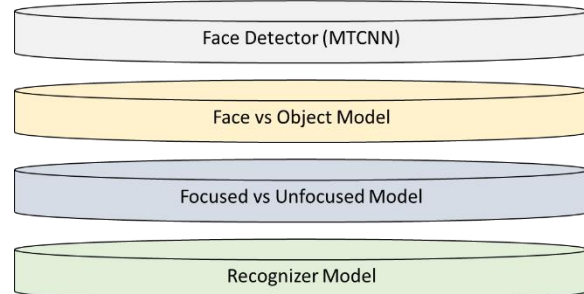 Face Detector (MTCNN)
Face vs Object Model
Focused vs Unfocused Model
Recognizer Model